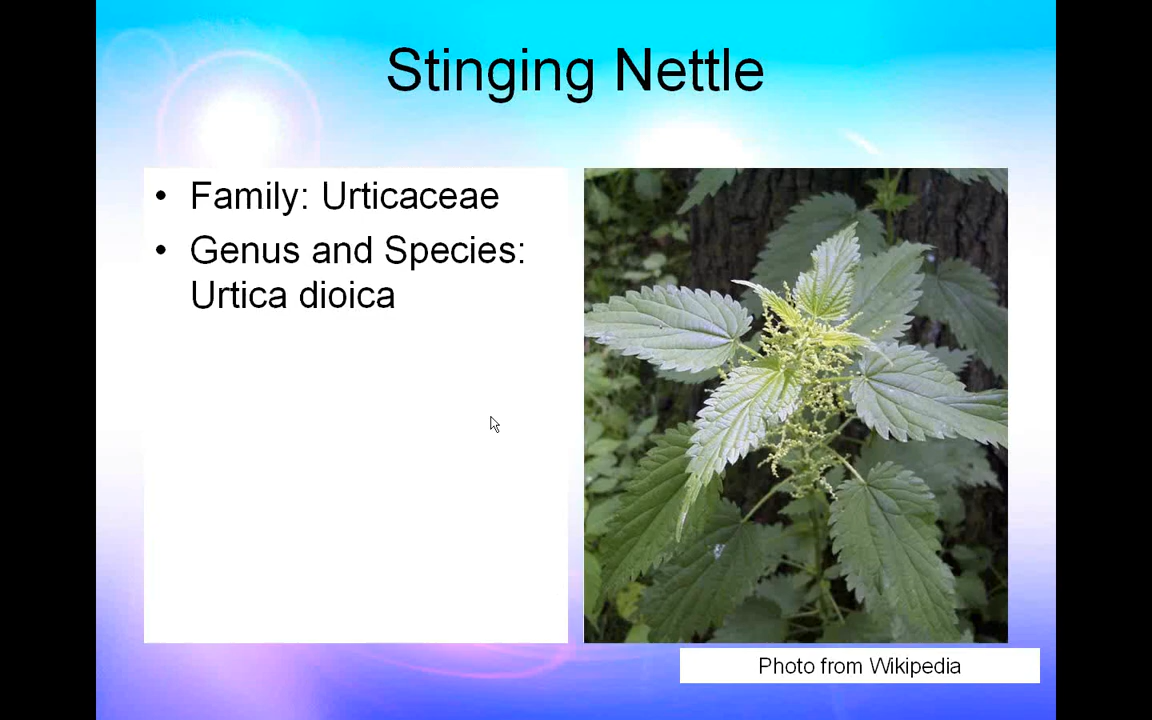 Stinging Nettle
• Family: Urticaceae
• Genus and Species:
Urtica dioica
Photo from Wikipedia